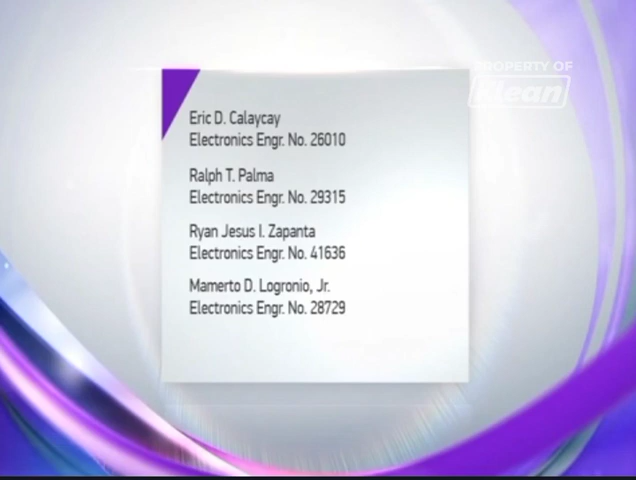 PROPERTY OF
Klean
Eric D. Calaycay
Electronics Engr. No. 26010
Ralph T. Palma
Electronics Engr. No. 29315
Ryan Jesus I. Zapanta
Electronics Engr. No. 41636
Mamerto D. Logronio, Jr.
Electronics Engr. No. 28729